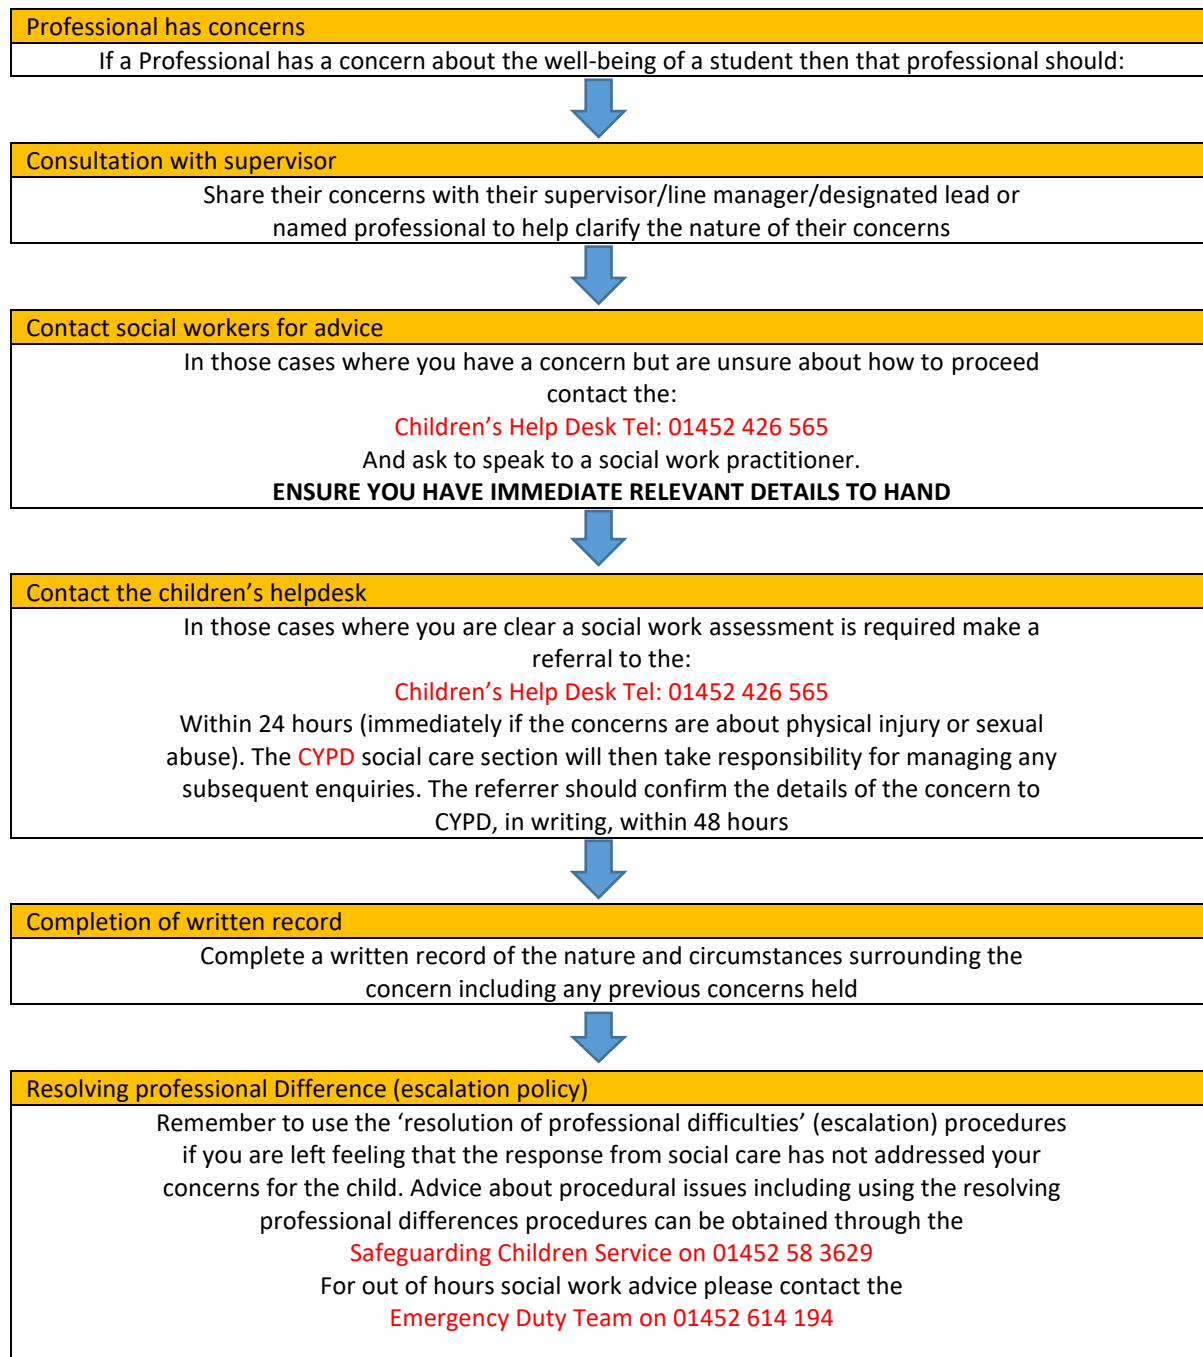 Professional has concerns
If a Professional has a concern about the well-being of a student then that professional should:
Consultation with supervisor
Share their concerns with their supervisor/line manager/designated lead or
named professional to help clarify the nature of their concerns
Contact social workers for advice
In those cases where you have a concern but are unsure about how to proceed
contact the:
Children’s Help Desk Tel: 01452 426 565
And ask to speak to a social work practitioner.
ENSURE YOU HAVE IMMEDIATE RELEVANT DETAILS TO HAND
Contact the children’s helpdesk
In those cases where you are clear a social work assessment is required make a
referral to the:
Children’s Help Desk Tel: 01452 426 565
Within 24 hours (immediately if the concerns are about physical injury or sexual
abuse). The CYPD social care section will then take responsibility for managing any
subsequent enquiries. The referrer should confirm the details of the concern to
CYPD, in writing, within 48 hours
Completion of written record
Complete a written record of the nature and circumstances surrounding the
concern including any previous concerns held
Resolving professional Difference (escalation policy)
Remember to use the ‘resolution of professional difficulties’ (escalation) procedures
if you are left feeling that the response from social care has not addressed your
concerns for the child. Advice about procedural issues including using the resolving
professional differences procedures can be obtained through the
Safeguarding Children Service on 01452 58 3629
For out of hours social work advice please contact the
Emergency Duty Team on 01452 614 194